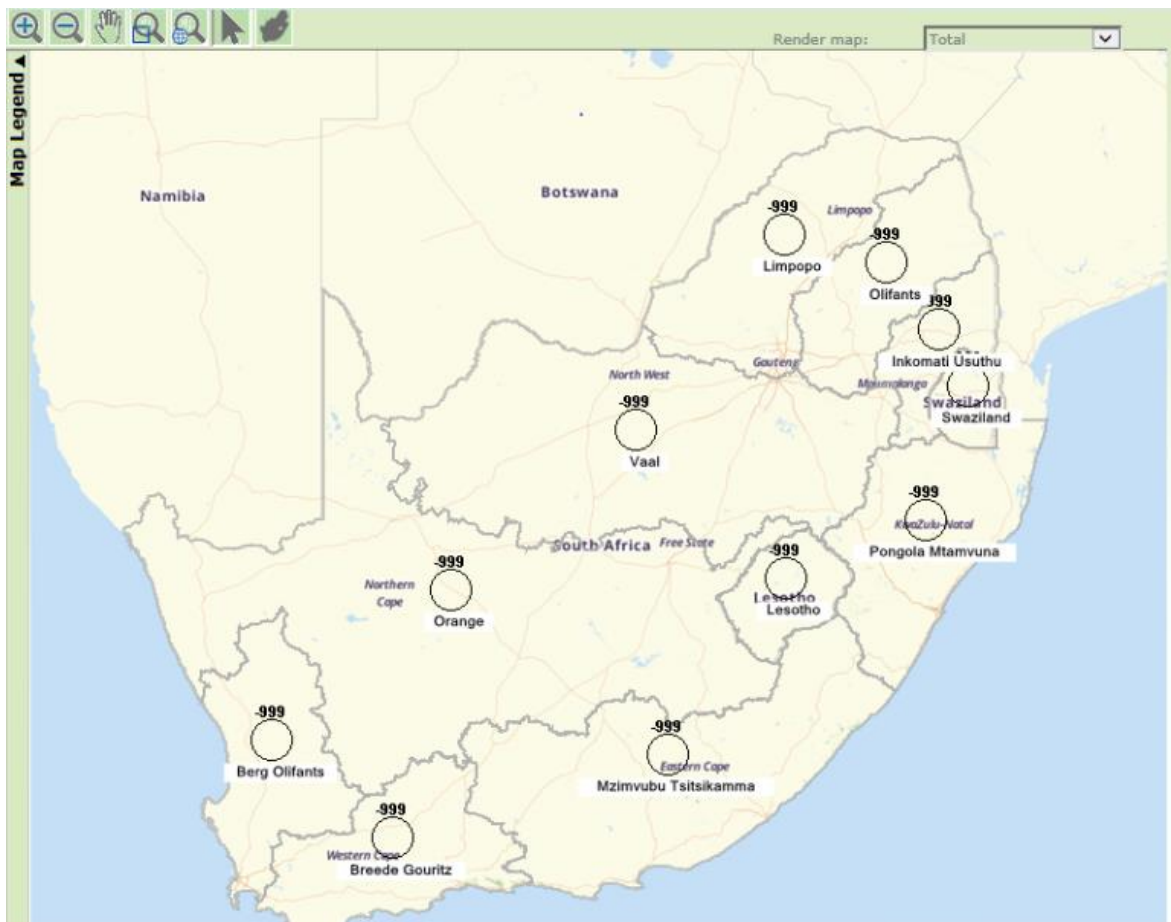 Render map:
Total
Map Legend
Namibia
Botswana
-999
Limpopo
Limpopo
-999
Olifants
Inkomati Usuthu
Gauteng
North West
Mpumalanga
Swaziland
Swaziland
-999
Vaal
-999
KwaZulu-Natal
Pongola Mtamvuna
South Africa
Free State
-999
Lesotho
Lesotho
-999
Northern
Cape
Orange
-999
Berg Olifants
-999
Eastern Cape
Mzimvubu Tsitsikamma
-999
Western Cape
Breede Gouritz